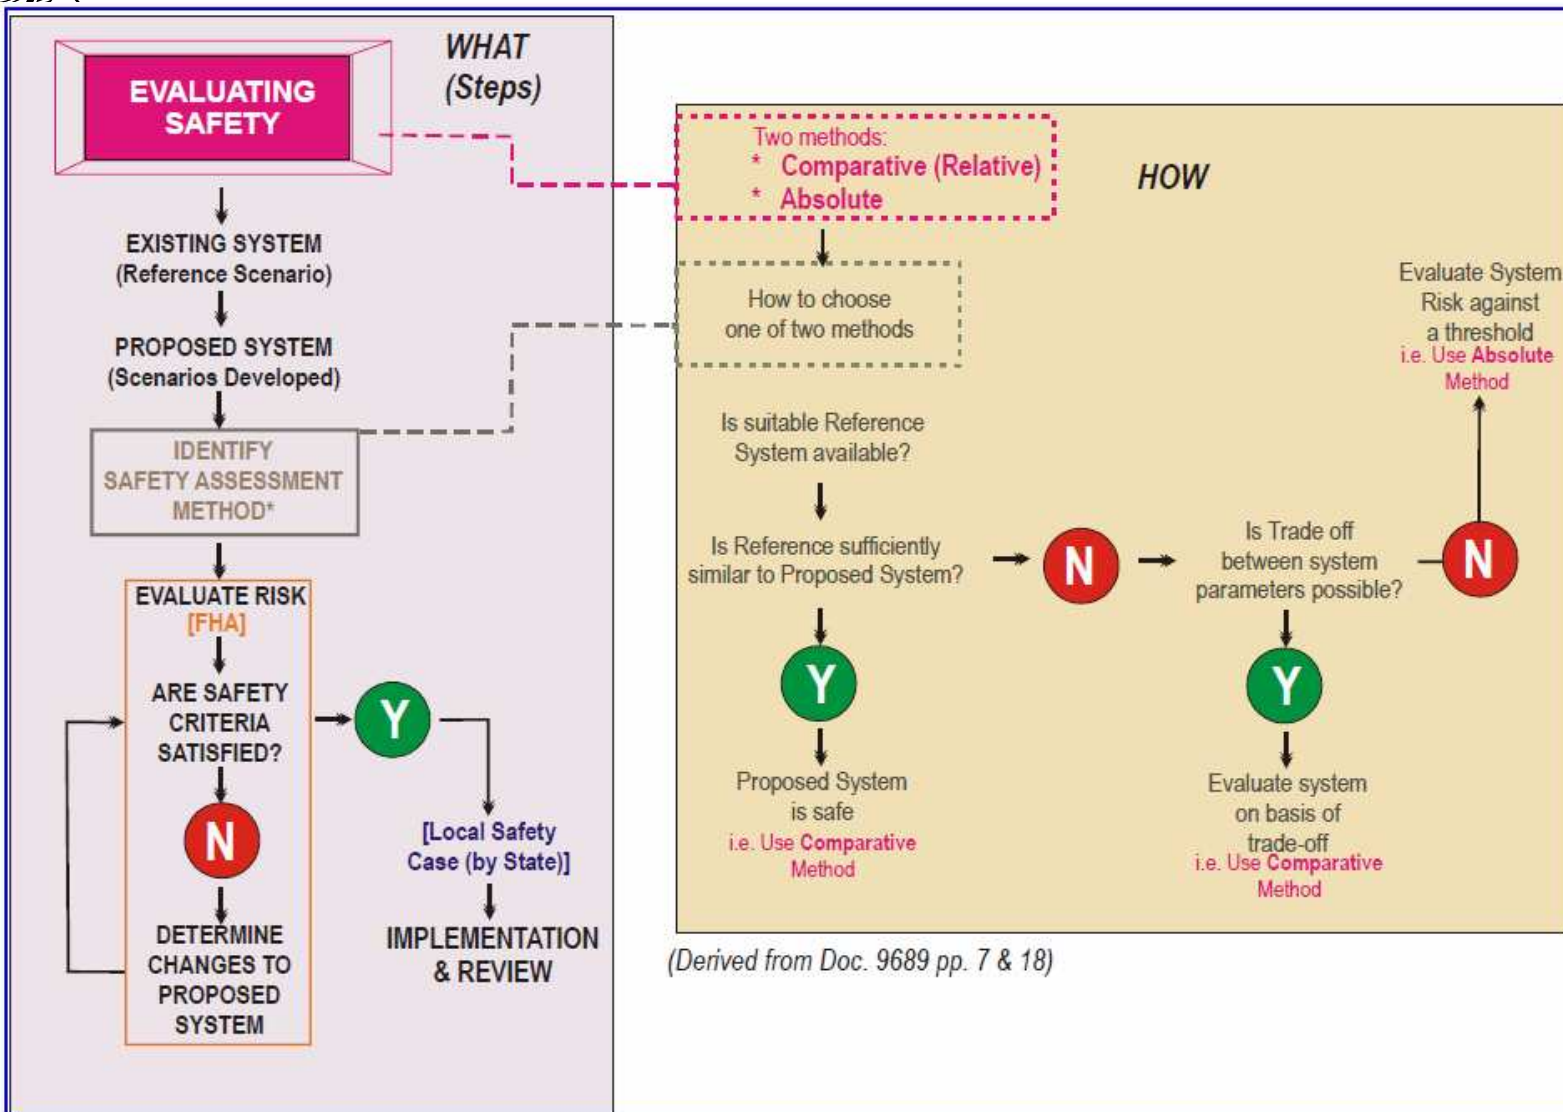 WHAT
(Steps)
EVALUATING
SAFETY
EXISTING SYSTEM
(Reference Scenario)
PROPOSED SYSTEM
(Scenarios Developed)
IDENTIFY
SAFETY ASSESSMENT
METHOD*
EVALUATE RISK
[FHA]
ARE SAFETY
CRITERIA
SATISFIED?
Y
N
[Local Safety
Case (by State)]
DETERMINE
CHANGES TO
PROPOSED
SYSTEM
IMPLEMENTATION
& REVIEW
HOW
Two methods:
* Comparative (Relative)
* Absolute
How to choose
one of two methods
Is suitable Reference
System available?
Is Reference sufficiently
similar to Proposed System?
N
Is Trade off
between system
parameters possible?
N
Evaluate System
Risk against
a threshold
i.e. Use Absolute
Method
Y
Proposed System
is safe
i.e. Use Comparative
Method
Y
Evaluate system
on basis of
trade-off
i.e. Use Comparative
Method
(Derived from Doc. 9689 pp. 7 & 18)